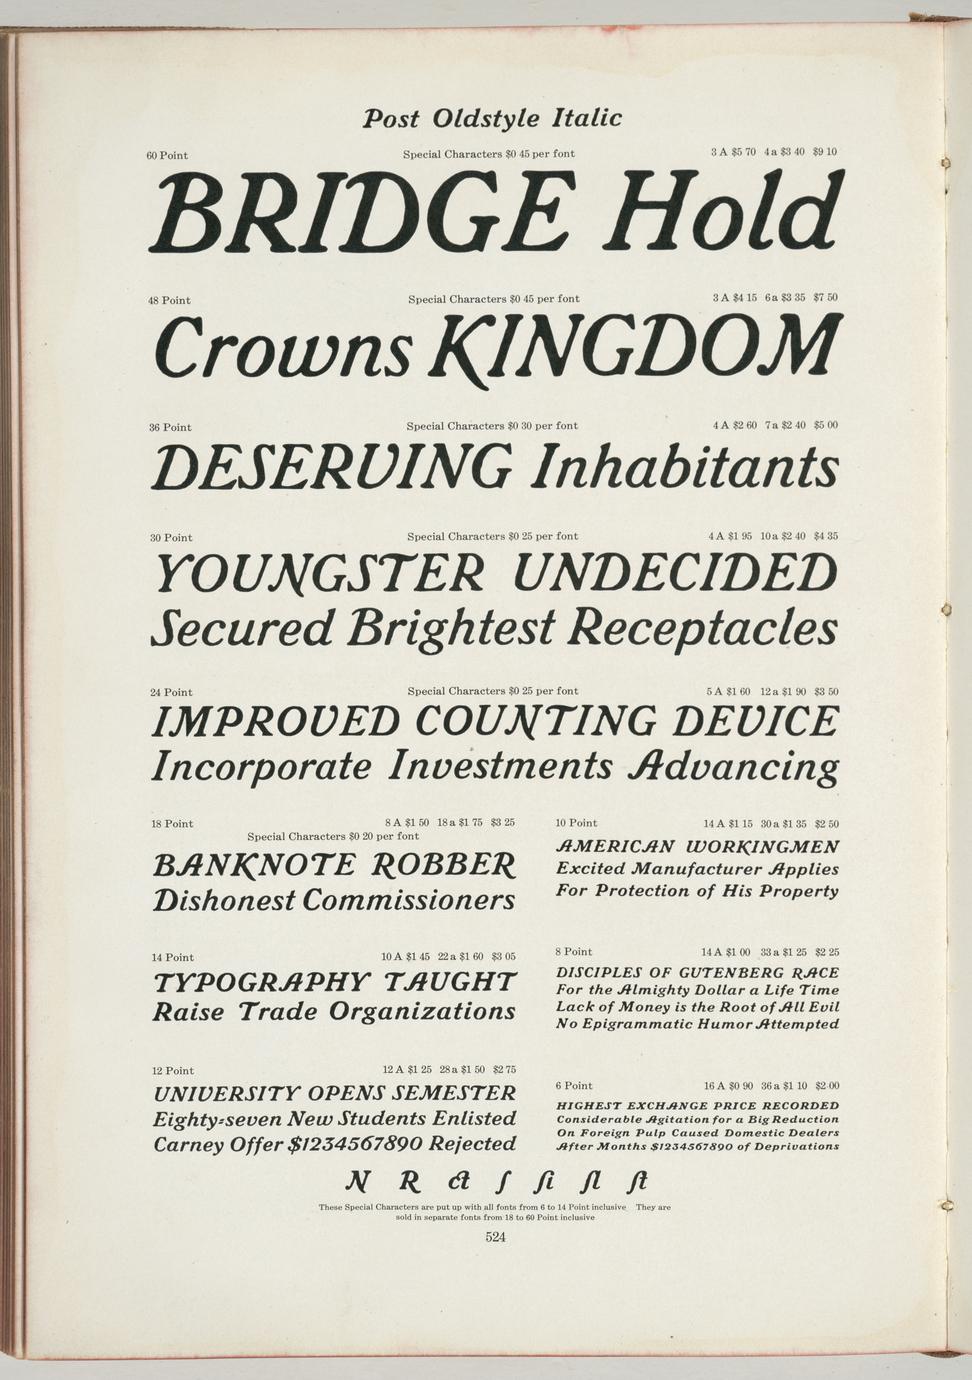 Post Oldstyle Italic
60 Point Special Characters $0 45 per font 3 A $5 70 4 a $3 40 $9 10
BRIDGE Hold
48 Point Special Characters $0 45 per font 3 A $4 15 6 a $3 35 $7 50
Crowns KINGDOM
36 Point Special Characters $0 30 per font 4 A $2 60 7 a $2 40 $5 00
DESERVING Inhabitants
30 Point Special Characters $0 25 per font 4 A $1 95 10 a $2 40 $4 35
YOUNGSTER UNDECIDED
Secured Brightest Receptacles
24 Point Special Characters $0 25 per font 5 A $1 60 12 a $1 90 $3 50
IMPROVED COUNTING DEVICE
Incorporate Investments Advancing
18 Point 8 A $1 50 18 a $1 75 $3 25
Special Characters $0 20 per font
BANKNOTE ROBBER
Dishonest Commissioners
14 Point 10 A $1 45 22 a $1 60 $3 05
TYPOGRAPHY TAUGHT
Raise Trade Organizations
12 Point 12 A $1 25 28 a $1 50 $2 75
UNIVERSITY OPENS SEMESTER
Eighty-seven New Students Enlisted
Carney Offer $1234567890 Rejected
10 Point 14 A $1 15 30 a $1 35 $2 50
AMERICAN WORKINGMEN
Excited Manufacturer Applies
For Protection of His Property
8 Point 14 A $1 00 33 a $1 25 $2 25
DISCIPLES OF GUTENBERG RACE
For the Almighty Dollar a Life Time
Lack of Money is the Root of All Evil
No Epigrammatic Humor Attempted
6 Point 16 A $0 90 36 a $1 10 $2 00
HIGHEST EXCHANGE PRICE RECORDED
Considerable Agitation for a Big Reduction
On Foreign Pulp Caused Domestic Dealers
After Months $1234567890 of Deprivations
N R ct ſ ſi ſl ſt
These Special Characters are put up with all fonts from 6 to 14 Point inclusive They are
sold in separate fonts from 18 to 60 Point inclusive
524